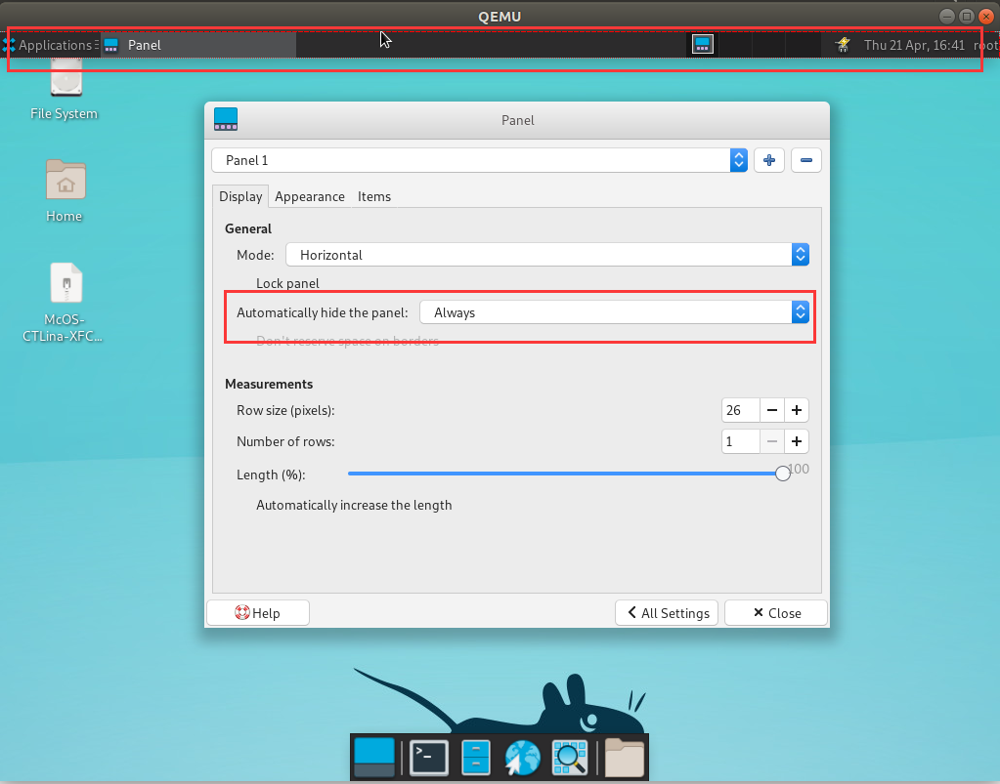 QEMU
Applications Panel Thu 21 Apr, 16:41 root
File System
Home
McOS-
CTLina-XFC...
Panel
Panel 1
Display Appearance Items
General
Mode: Horizontal
Lock panel
Automatically hide the panel: Always
Don't reserve space on borders
Measurements
Row size (pixels): 26
Number of rows: 1
Length (%): 100
Automatically increase the length
Help All Settings Close